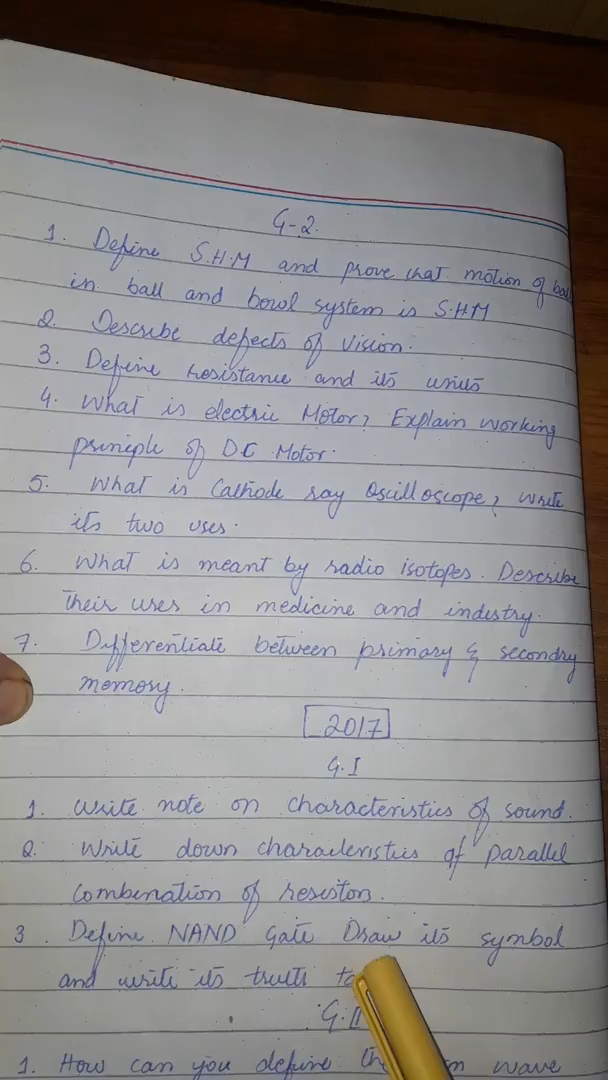 G-2.
1. Define S.H.M and prove that motion of ball
in ball and bowl system is S.HM
2. Describe defects of vision.
3. Define resistance and its units
4. What is electric Motor? Explain working
principle of DC Motor.
5. What is Cathode ray Oscilloscope? Write
its two uses.
6. What is meant by radio isotopes. Describe
their uses in medicine and industry.
7. Differentiate between primary & secondry
memory.
2017
G.I
1. Write note on characteristics of sound.
2. Write down characteristics of parallel
combination of resistors.
3. Define NAND Gate Draw its symbol
and write its truth
G.II
1. How can you define wave